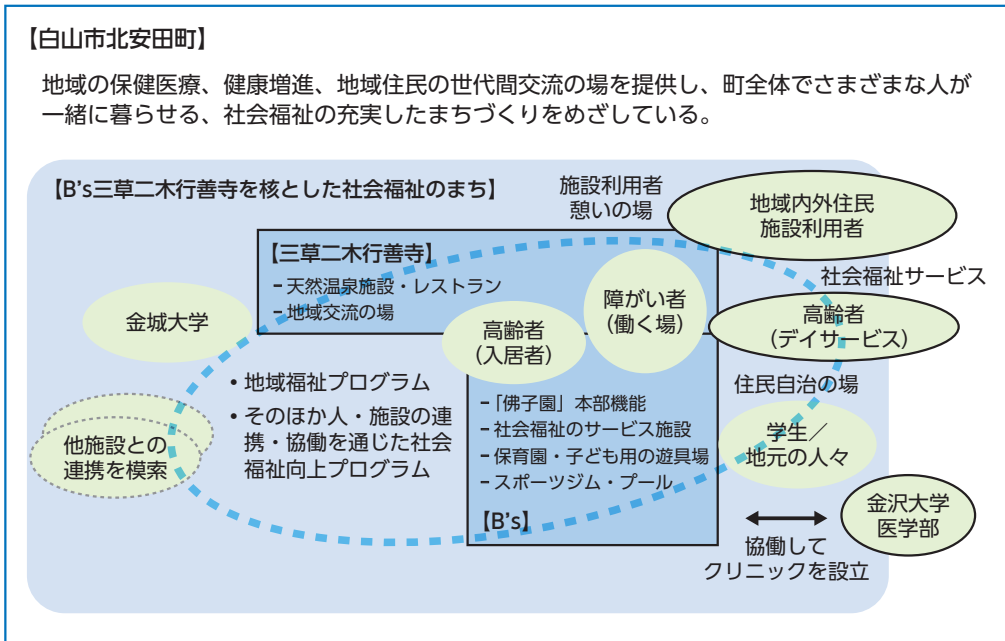 【白山市北安田町】
地域の保健医療、健康増進、地域住民の世代間交流の場を提供し、町全体でさまざまな人が
一緒に暮らせる、社会福祉の充実したまちづくりをめざしている。
【B’s三草二木行善寺を核とした社会福祉のまち】
施設利用者
憩いの場
地域内外住民
施設利用者
【三草二木行善寺】
－天然温泉施設・レストラン
－地域交流の場
障がい者
（働く場）
社会福祉サービス
金城大学
高齢者
（入居者）
高齢者
（デイサービス）
・地域福祉プログラム
・そのほか人・施設の連
携・協働を通じた社会
福祉向上プログラム
住民自治の場
－「佛子園」本部機能
－社会福祉のサービス施設
－保育園・子ども用の遊具場
－スポーツジム・プール
【B’s】
学生／
地元の人々
他施設との
連携を模索
金沢大学
医学部
協働して
クリニックを設立